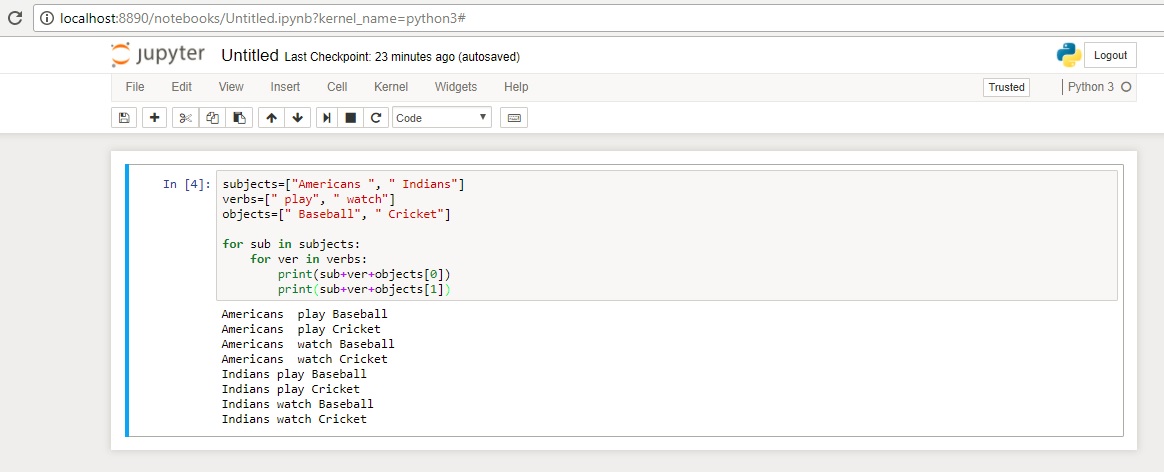 localhost:8890/notebooks/Untitled.ipynb?kernel_name=python3#
jupyter Untitled Last Checkpoint: 23 minutes ago (autosaved) Logout
File Edit View Insert Cell Kernel Widgets Help Trusted Python 3
Code
In [4]: subjects=["Americans ", " Indians"]
verbs=[" play", " watch"]
objects=[" Baseball", " Cricket"]
for sub in subjects:
    for ver in verbs:
        print(sub+ver+objects[0])
        print(sub+ver+objects[1])
Americans  play Baseball
Americans  play Cricket
Americans  watch Baseball
Americans  watch Cricket
Indians play Baseball
Indians play Cricket
Indians watch Baseball
Indians watch Cricket